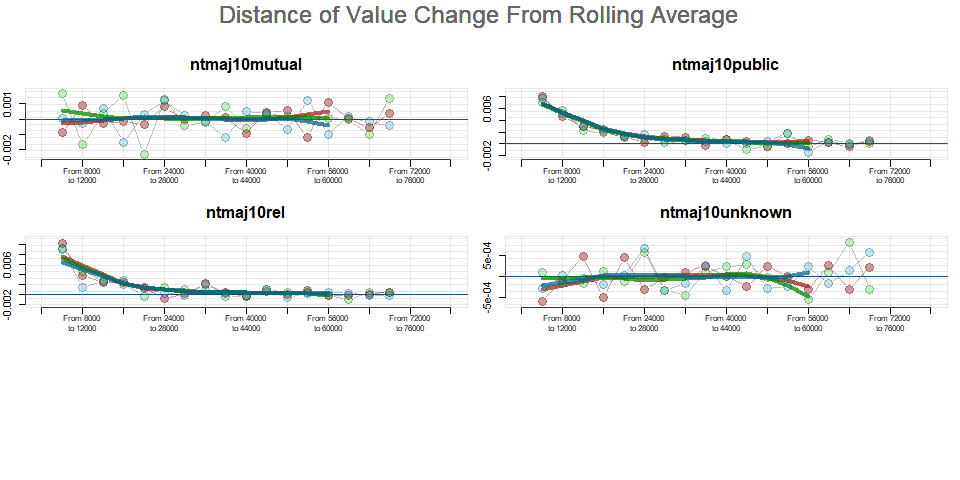 Distance of Value Change From Rolling Average
ntmaj10mutual
0.001
-0.002
From 8000
to 12000
From 24000
to 28000
From 40000
to 44000
From 56000
to 60000
From 72000
to 76000
ntmaj10public
0.006
-0.002
From 8000
to 12000
From 24000
to 28000
From 40000
to 44000
From 56000
to 60000
From 72000
to 76000
ntmaj10rel
0.006
-0.002
From 8000
to 12000
From 24000
to 28000
From 40000
to 44000
From 56000
to 60000
From 72000
to 76000
ntmaj10unknown
5e-04
-5e-04
From 8000
to 12000
From 24000
to 28000
From 40000
to 44000
From 56000
to 60000
From 72000
to 76000